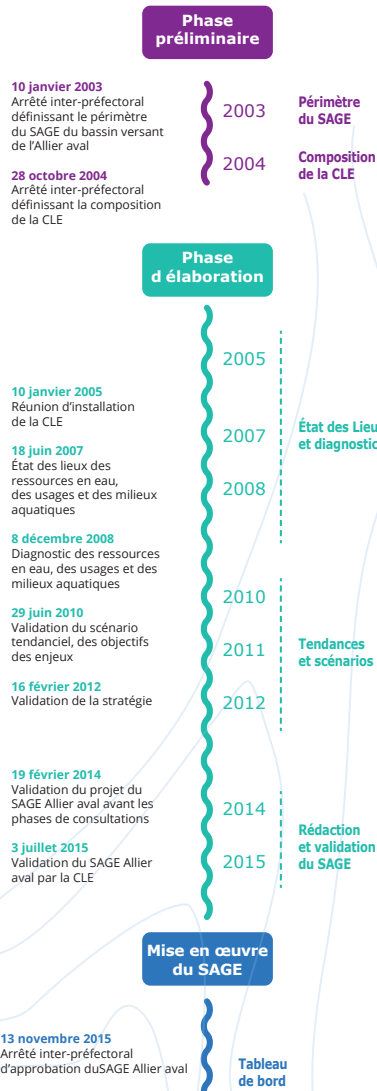 Phase
préliminaire
10 janvier 2003
Arrêté inter-préfectoral
définissant le périmètre
du SAGE du bassin versant
de l'Allier aval
2003
Périmètre
du SAGE
28 octobre 2004
Arrêté inter-préfectoral
définissant la composition
de la CLE
2004
Composition
de la CLE
Phase
d élaboration
2005
10 janvier 2005
Réunion d'installation
de la CLE
2007
État des Lieu
et diagnostic
18 juin 2007
État des lieux des
ressources en eau,
des usages et des milieux
aquatiques
2008
8 décembre 2008
Diagnostic des ressources
en eau, des usages et des
milieux aquatiques
2010
29 juin 2010
Validation du scénario
tendanciel, des objectifs
des enjeux
2011
Tendances
et scénarios
16 février 2012
Validation de la stratégie
2012
19 février 2014
Validation du projet du
SAGE Allier aval avant les
phases de consultations
2014
3 juillet 2015
Validation du SAGE Allier
aval par la CLE
2015
Rédaction
et validation
du SAGE
Mise en œuvre
du SAGE
13 novembre 2015
Arrêté inter-préfectoral
d'approbation duSAGE Allier aval
Tableau
de bord